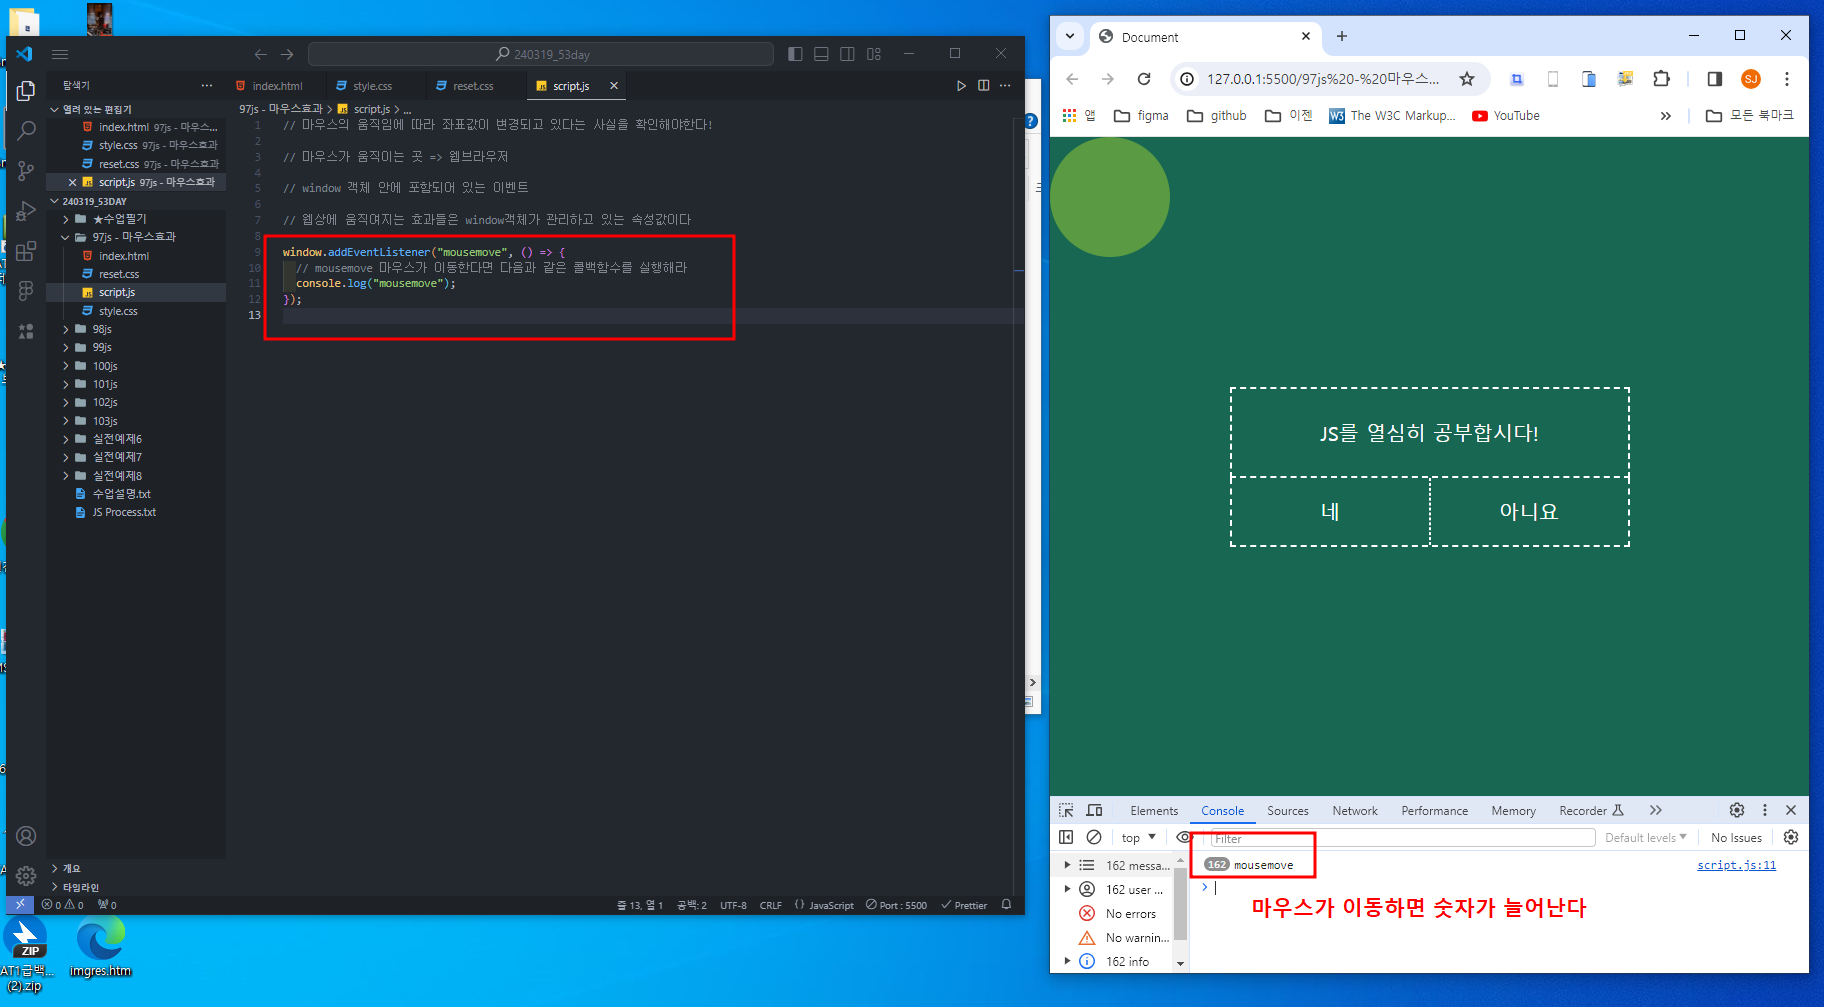 240319_53day
탐색기
index.html
style.css
reset.css
script.js
열려 있는 편집기
index.html 97js - 마우스...
style.css 97js - 마우스효과
reset.css 97js - 마우스효과
script.js 97js - 마우스효과
240319_53DAY
★수업필기
97js - 마우스효과
index.html
reset.css
script.js
style.css
98js
99js
100js
101js
102js
103js
실전예제6
실전예제7
실전예제8
수업설명.txt
JS Process.txt
개요
타임라인
97js - 마우스효과 > script.js > ...
1 // 마우스의 움직임에 따라 좌표값이 변경되고 있다는 사실을 확인해야한다!
2
3 // 마우스가 움직이는 곳 => 웹브라우저
4
5 // window 객체 안에 포함되어 있는 이벤트
6
7 // 웹상에 움직여지는 효과들은 window객체가 관리하고 있는 속성값이다
8
9 window.addEventListener("mousemove", () => {
10 // mousemove 마우스가 이동한다면 다음과 같은 콜백함수를 실행해라
11 console.log("mousemove");
12 });
13
0 0 0
줄 13, 열 1
공백: 2
UTF-8
CRLF
{} JavaScript
Port : 5500
Prettier
ZIP
AT1급백...
(2).zip
imgres.htm
Document
127.0.0.1:5500/97js%20-%20마우스...
SJ
앱
figma
github
이젠
W3
The W3C Markup...
YouTube
모든 북마크
JS를 열심히 공부합시다!
네
아니요
Elements
Console
Sources
Network
Performance
Memory
Recorder
top
Filter
Default levels
No Issues
162 messa...
162 user ...
No errors
No warnin...
162 info
162 mousemove
script.js:11
마우스가 이동하면 숫자가 늘어난다